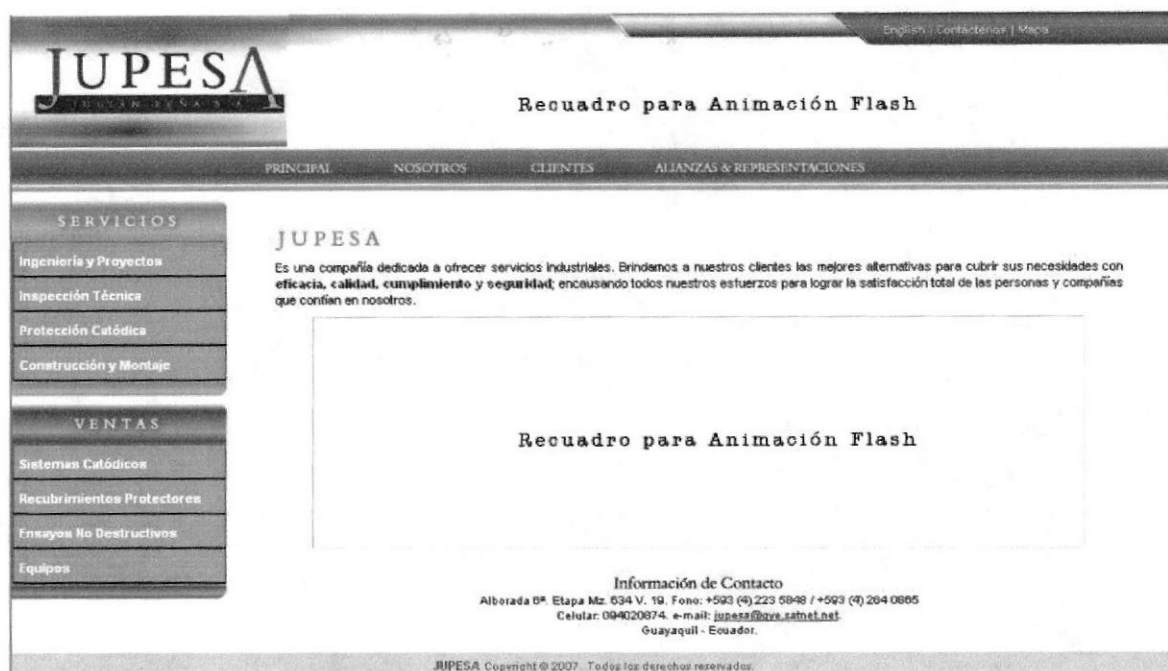 English | Contáctenos | Mapa
JUPESA
JULIAN PEÑA S.A.
Recuadro para Animación Flash
PRINCIPAL NOSOTROS CLIENTES ALIANZAS & REPRESENTACIONES
SERVICIOS
Ingeniería y Proyectos
Inspección Técnica
Protección Catódica
Construcción y Montaje
VENTAS
Sistemas Catódicos
Recubrimientos Protectores
Ensayos No Destructivos
Equipos
JUPESA
Es una compañía dedicada a ofrecer servicios industriales. Brindamos a nuestros clientes las mejores alternativas para cubrir sus necesidades con
eficacia, calidad, cumplimiento y seguridad; encausando todos nuestros esfuerzos para lograr la satisfacción total de las personas y compañías
que confían en nosotros.
Recuadro para Animación Flash
Información de Contacto
Alborada 6ª. Etapa Mz. 634 V. 19. Fono: +593 (4) 223 5848 / +593 (4) 264 0865
Celular: 094020874. e-mail: jupesa@gye.satnet.net.
Guayaquil - Ecuador.
JUPESA Copyright © 2007. Todos los derechos reservados.